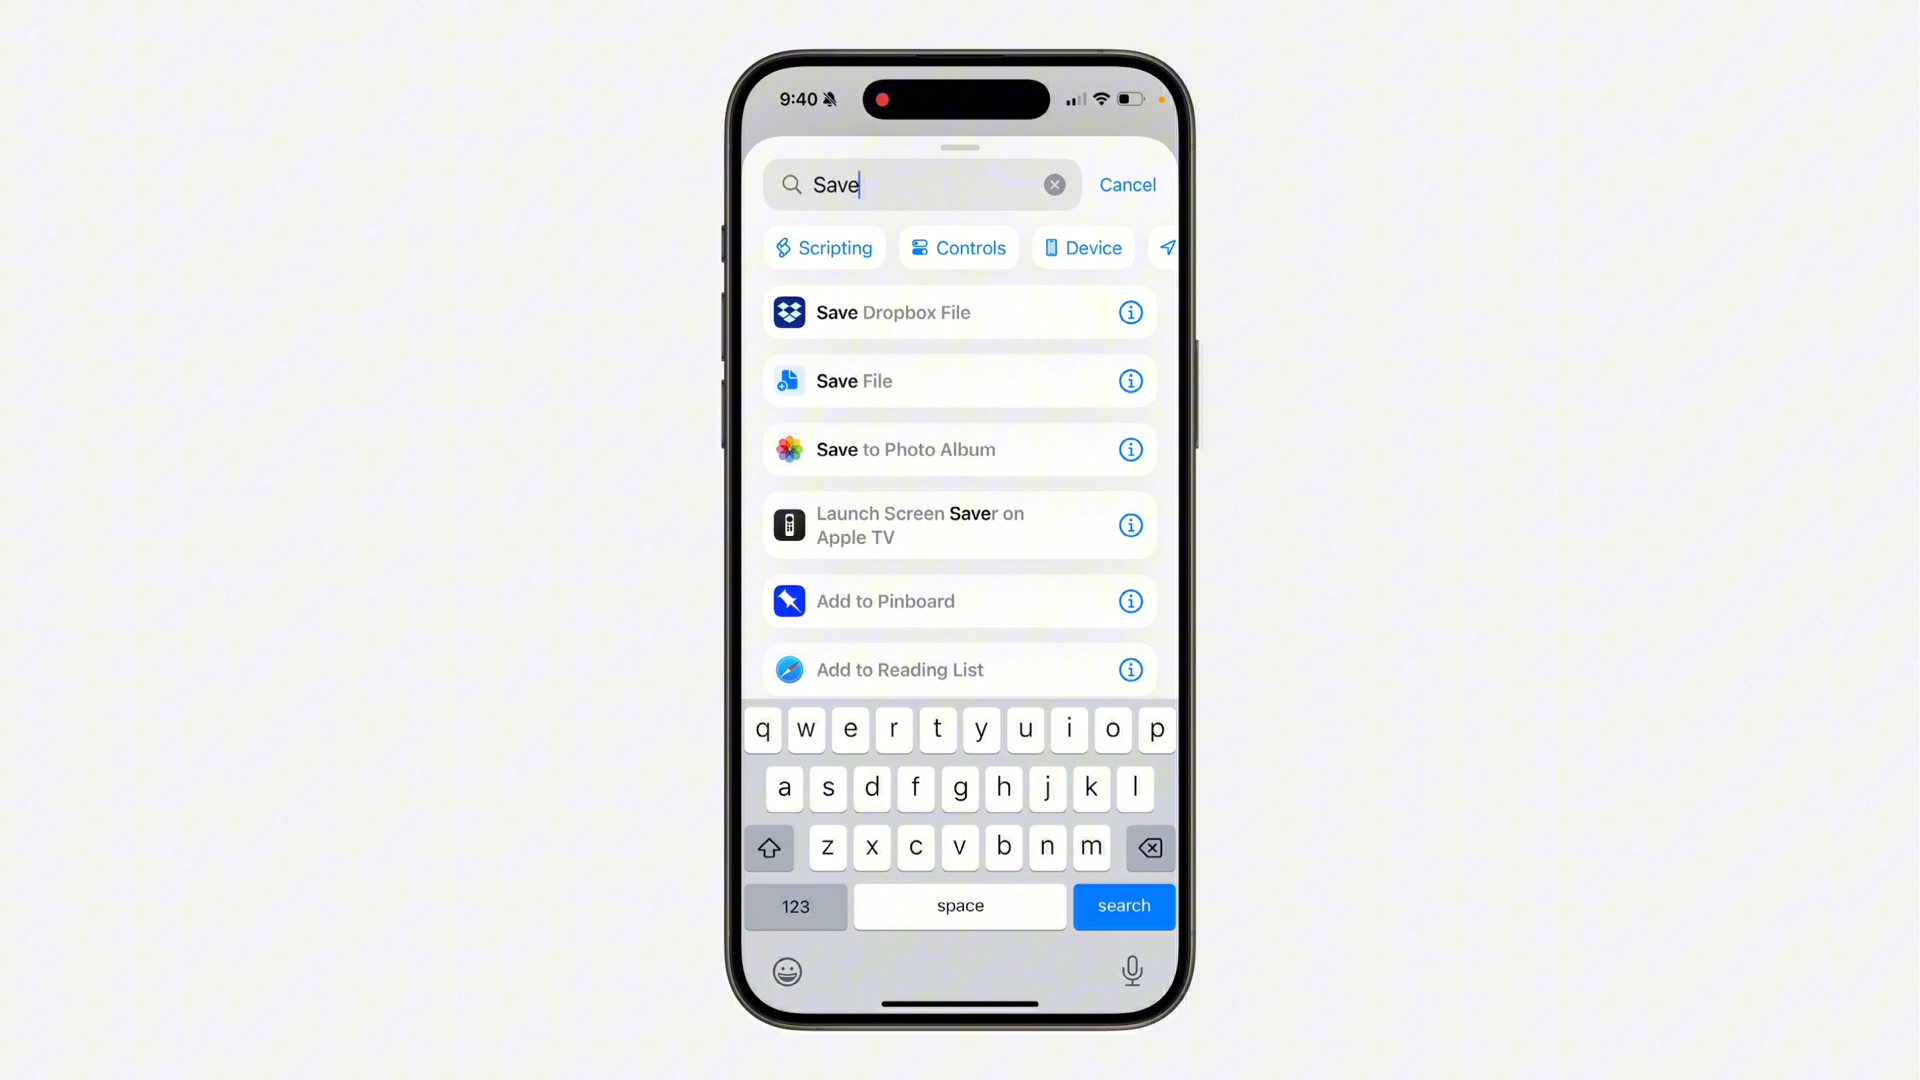 9:40
Save
Cancel
Scripting
Controls
Device
Save Dropbox File
Save File
Save to Photo Album
Launch Screen Saver on
Apple TV
Add to Pinboard
Add to Reading List
q w e r t y u i o p
a s d f g h j k l
z x c v b n m
123
space
search